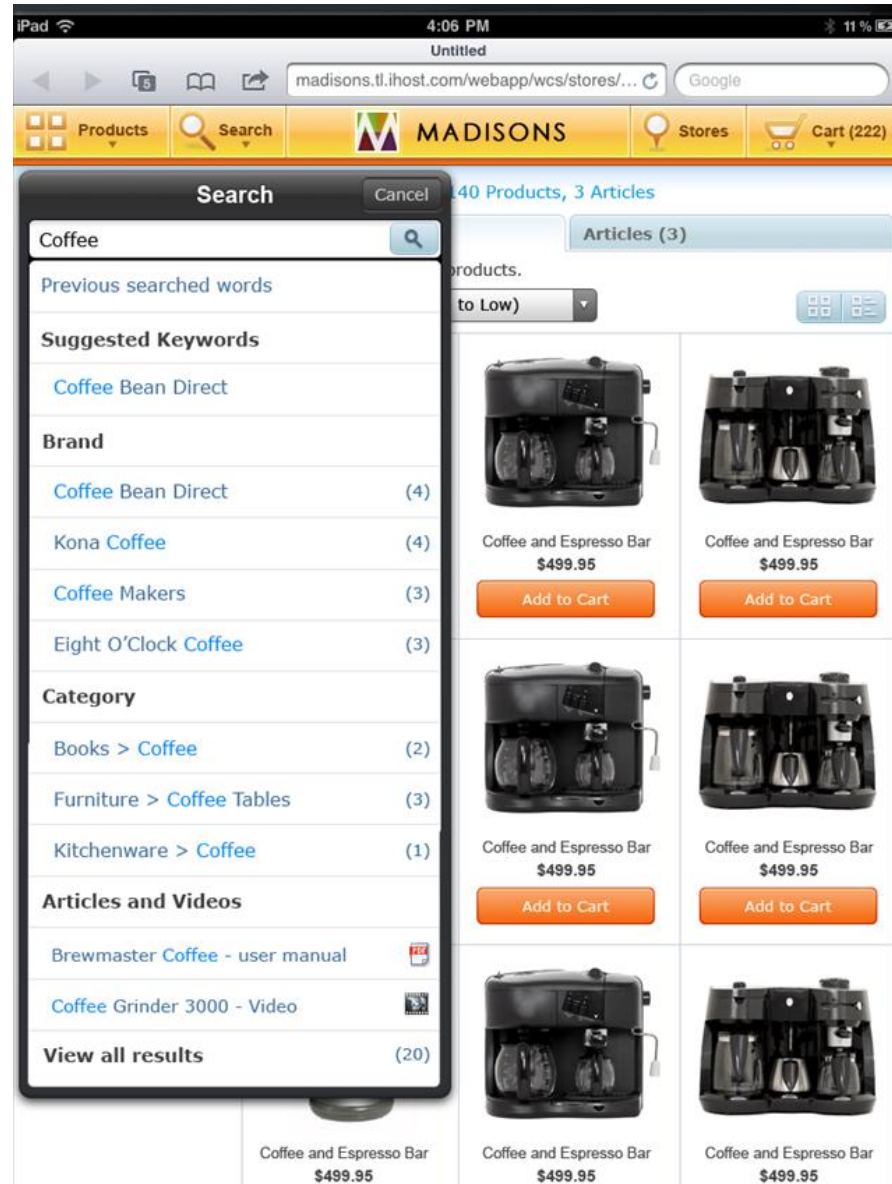 iPad 4:06 PM 11 %
Untitled
5 madisons.tl.ihost.com/webapp/wcs/stores/... Google
Products Search MADISONS Stores Cart (222)
Search Cancel
140 Products, 3 Articles
Coffee
Articles (3)
products.
Previous searched words
to Low)
Suggested Keywords
Coffee Bean Direct
Brand
Coffee Bean Direct (4)
Kona Coffee (4)
Coffee Makers (3)
Eight O'Clock Coffee (3)
Category
Books > Coffee (2)
Furniture > Coffee Tables (3)
Kitchenware > Coffee (1)
Articles and Videos
Brewmaster Coffee - user manual PDF
Coffee Grinder 3000 - Video
View all results (20)
Coffee and Espresso Bar Coffee and Espresso Bar
$499.95 $499.95
Add to Cart Add to Cart
Coffee and Espresso Bar Coffee and Espresso Bar
$499.95 $499.95
Add to Cart Add to Cart
Coffee and Espresso Bar Coffee and Espresso Bar Coffee and Espresso Bar
$499.95 $499.95 $499.95